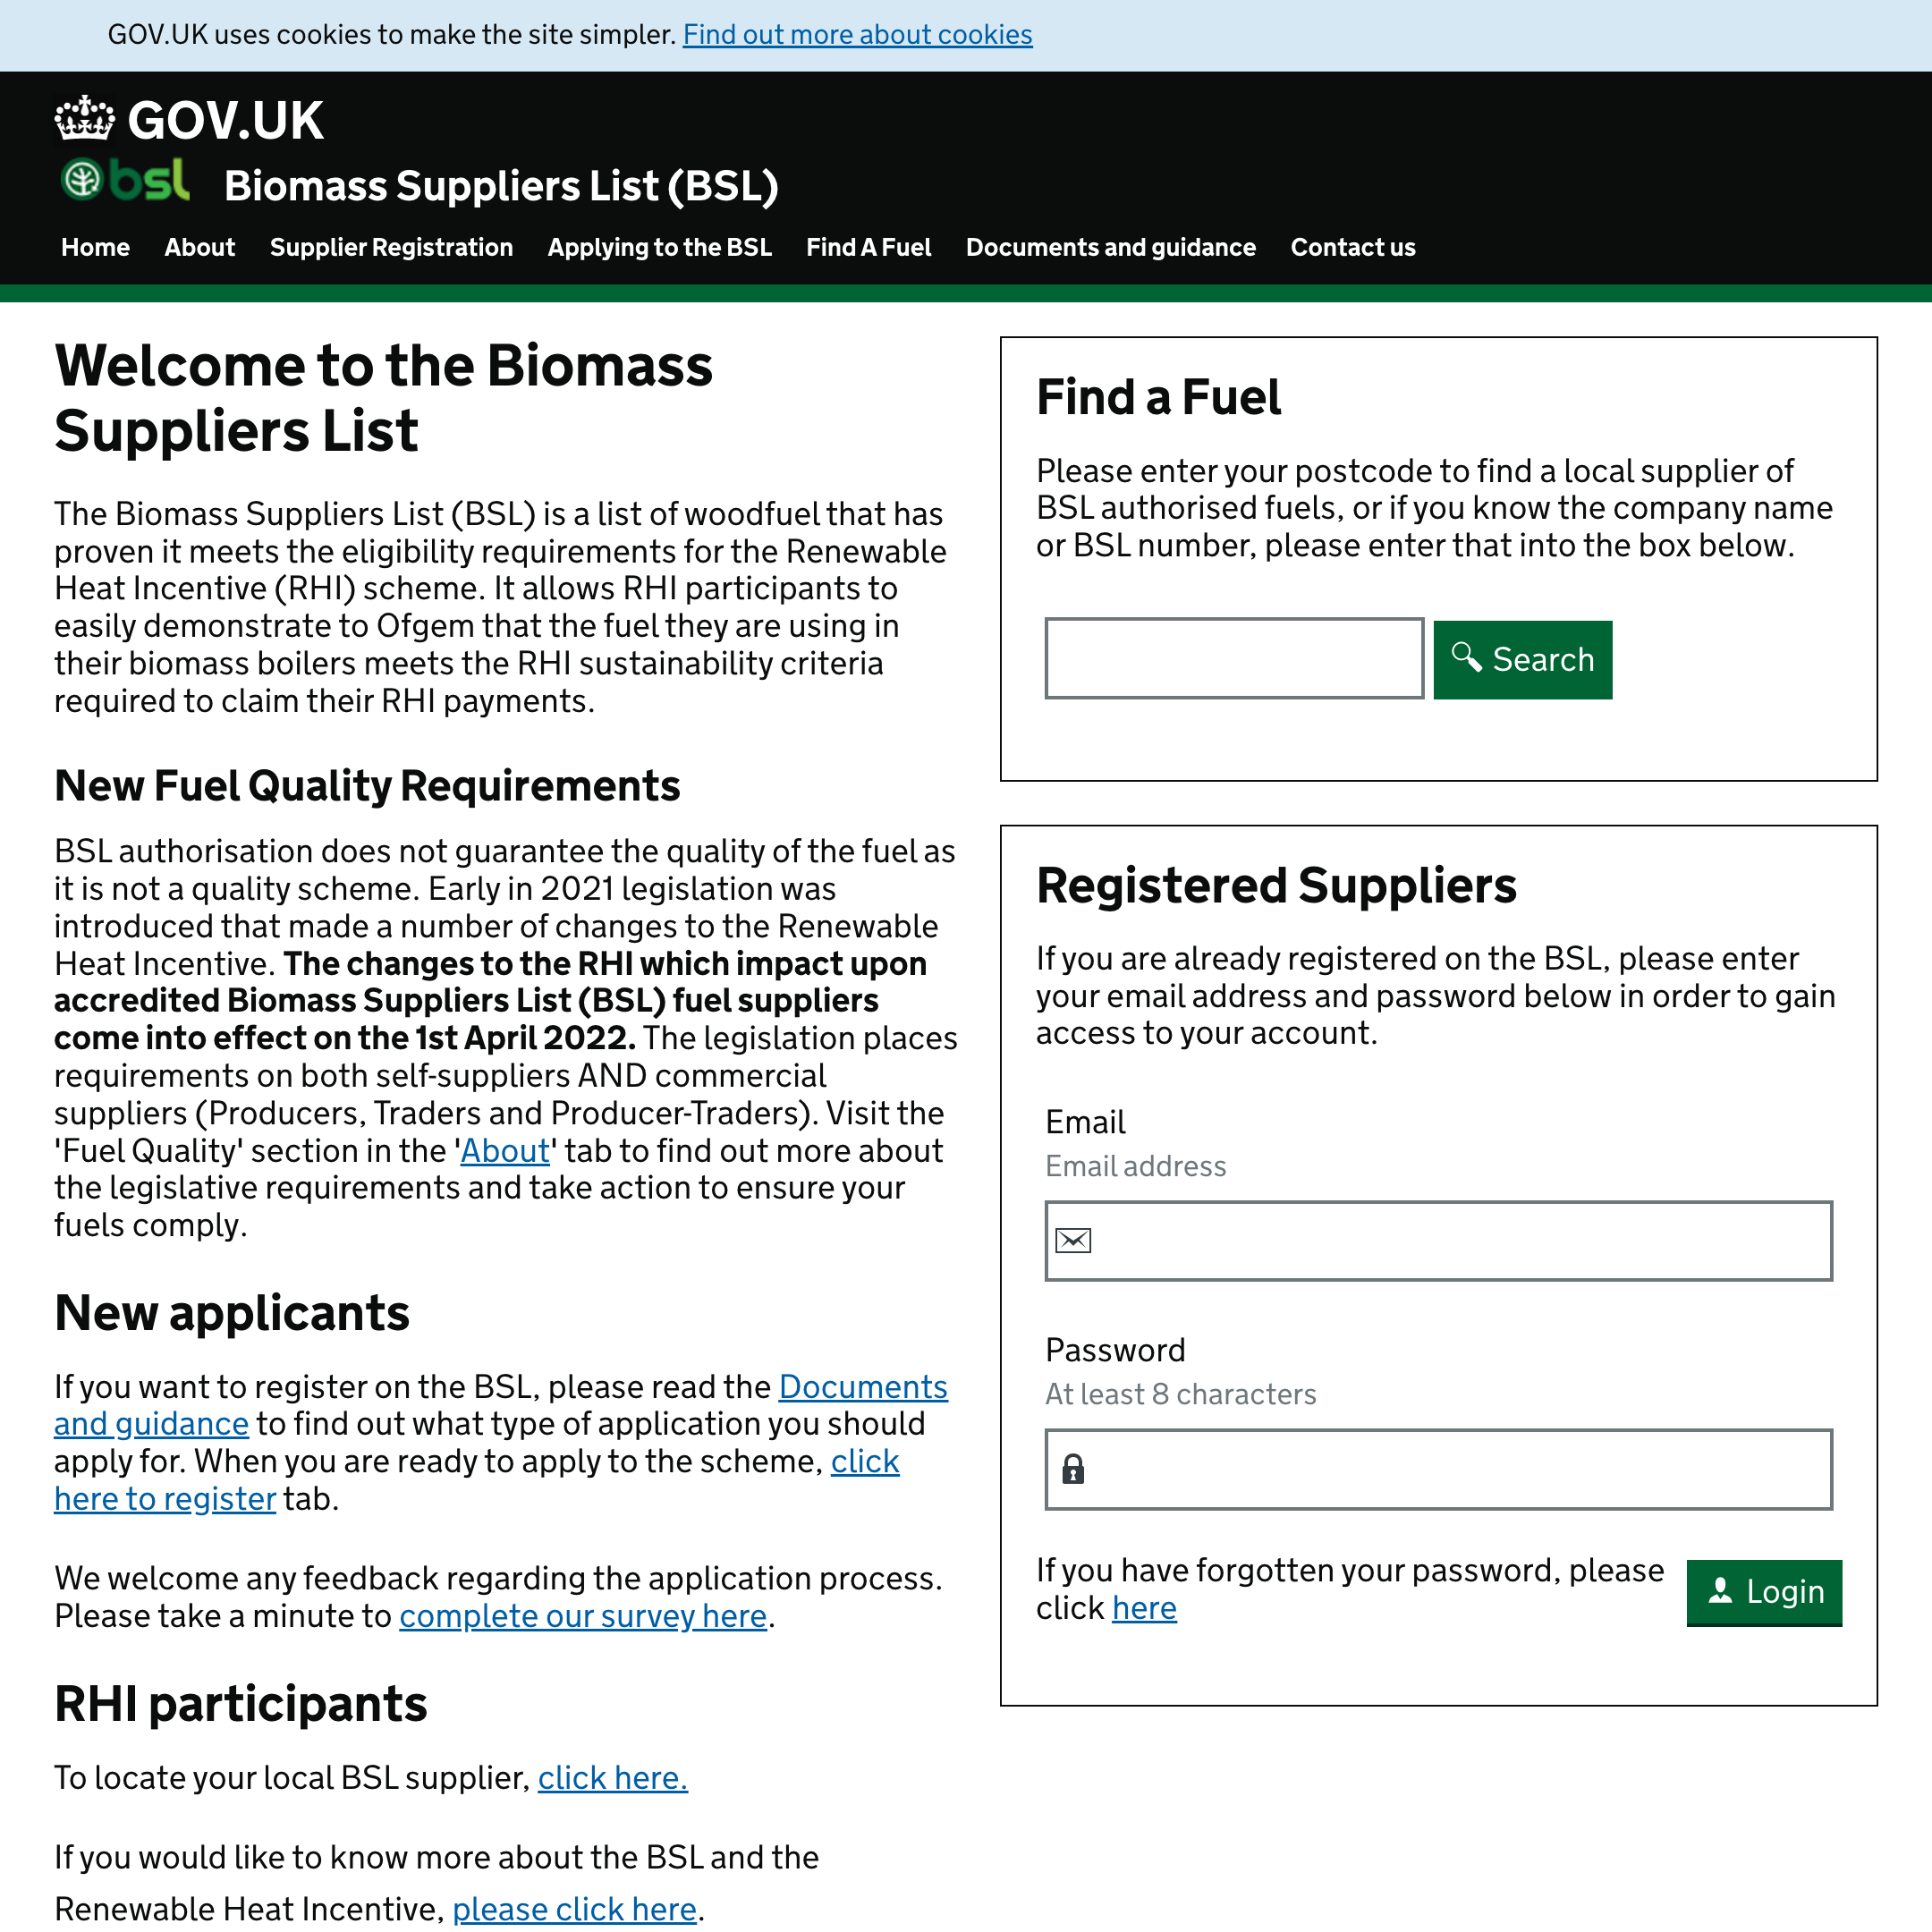 GOV.UK uses cookies to make the site simpler. Find out more about cookies
GOV.UK
bsl Biomass Suppliers List (BSL)
Home About Supplier Registration Applying to the BSL Find A Fuel Documents and guidance Contact us
Welcome to the Biomass
Suppliers List
The Biomass Suppliers List (BSL) is a list of woodfuel that has
proven it meets the eligibility requirements for the Renewable
Heat Incentive (RHI) scheme. It allows RHI participants to
easily demonstrate to Ofgem that the fuel they are using in
their biomass boilers meets the RHI sustainability criteria
required to claim their RHI payments.
New Fuel Quality Requirements
BSL authorisation does not guarantee the quality of the fuel as
it is not a quality scheme. Early in 2021 legislation was
introduced that made a number of changes to the Renewable
Heat Incentive. The changes to the RHI which impact upon
accredited Biomass Suppliers List (BSL) fuel suppliers
come into effect on the 1st April 2022. The legislation places
requirements on both self-suppliers AND commercial
suppliers (Producers, Traders and Producer-Traders). Visit the
'Fuel Quality' section in the 'About' tab to find out more about
the legislative requirements and take action to ensure your
fuels comply.
New applicants
If you want to register on the BSL, please read the Documents
and guidance to find out what type of application you should
apply for. When you are ready to apply to the scheme, click
here to register tab.
We welcome any feedback regarding the application process.
Please take a minute to complete our survey here.
RHI participants
To locate your local BSL supplier, click here.
If you would like to know more about the BSL and the
Renewable Heat Incentive, please click here.
Find a Fuel
Please enter your postcode to find a local supplier of
BSL authorised fuels, or if you know the company name
or BSL number, please enter that into the box below.
Search
Registered Suppliers
If you are already registered on the BSL, please enter
your email address and password below in order to gain
access to your account.
Email
Email address
Password
At least 8 characters
If you have forgotten your password, please
click here
Login